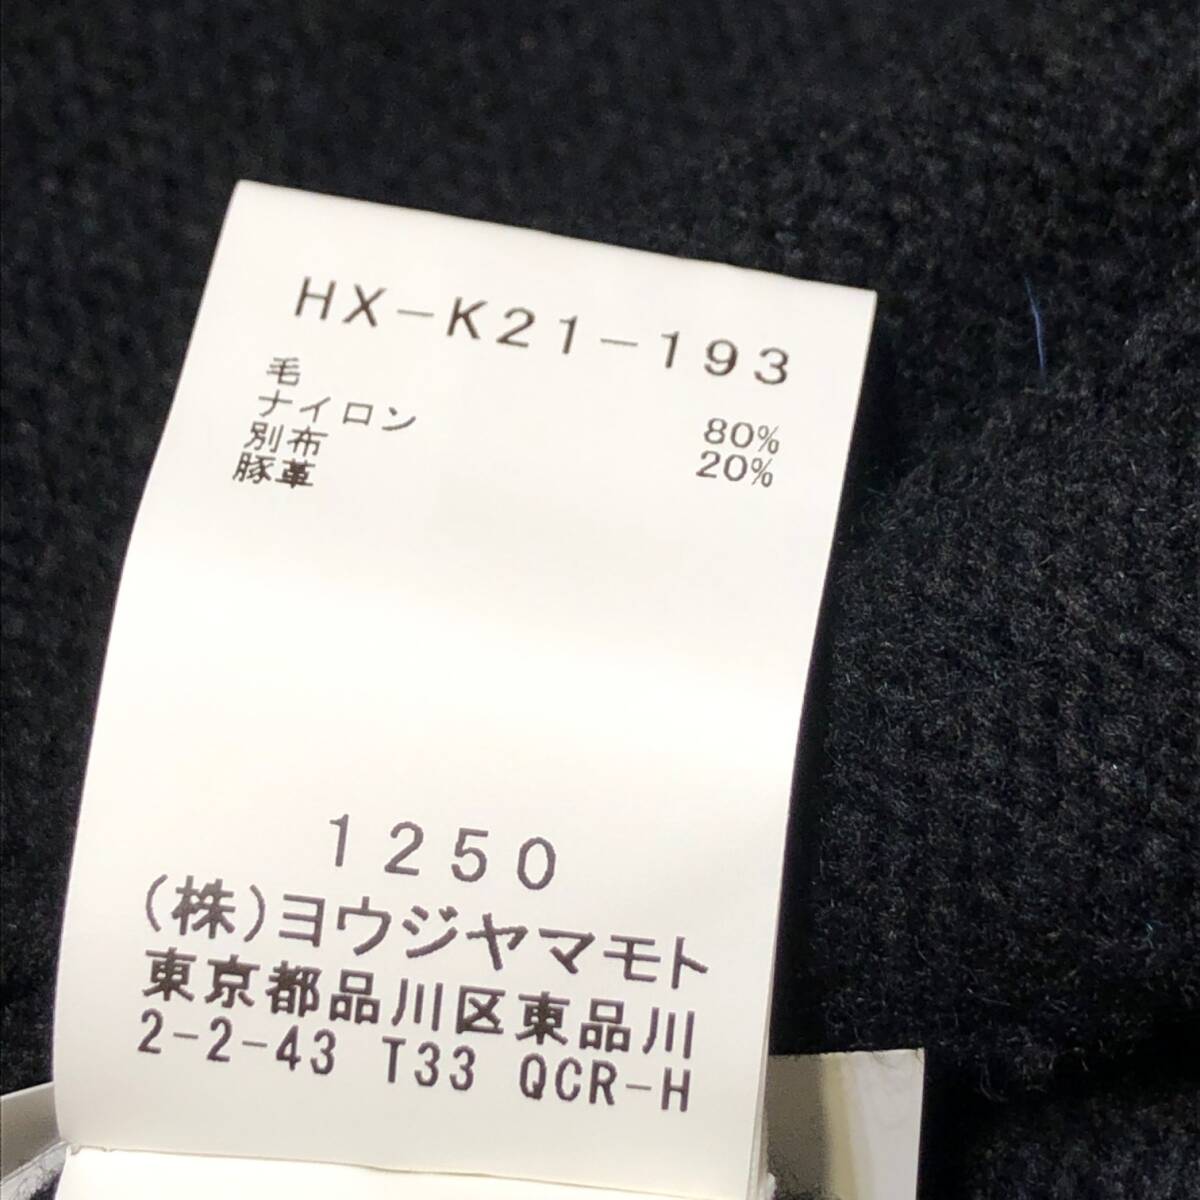 HX-K21-193
毛 80%
ナイロン 20%
別布
豚革
1250
(株)ヨウジヤマモト
東京都品川区東品川
2-2-43 T33 QCR-H